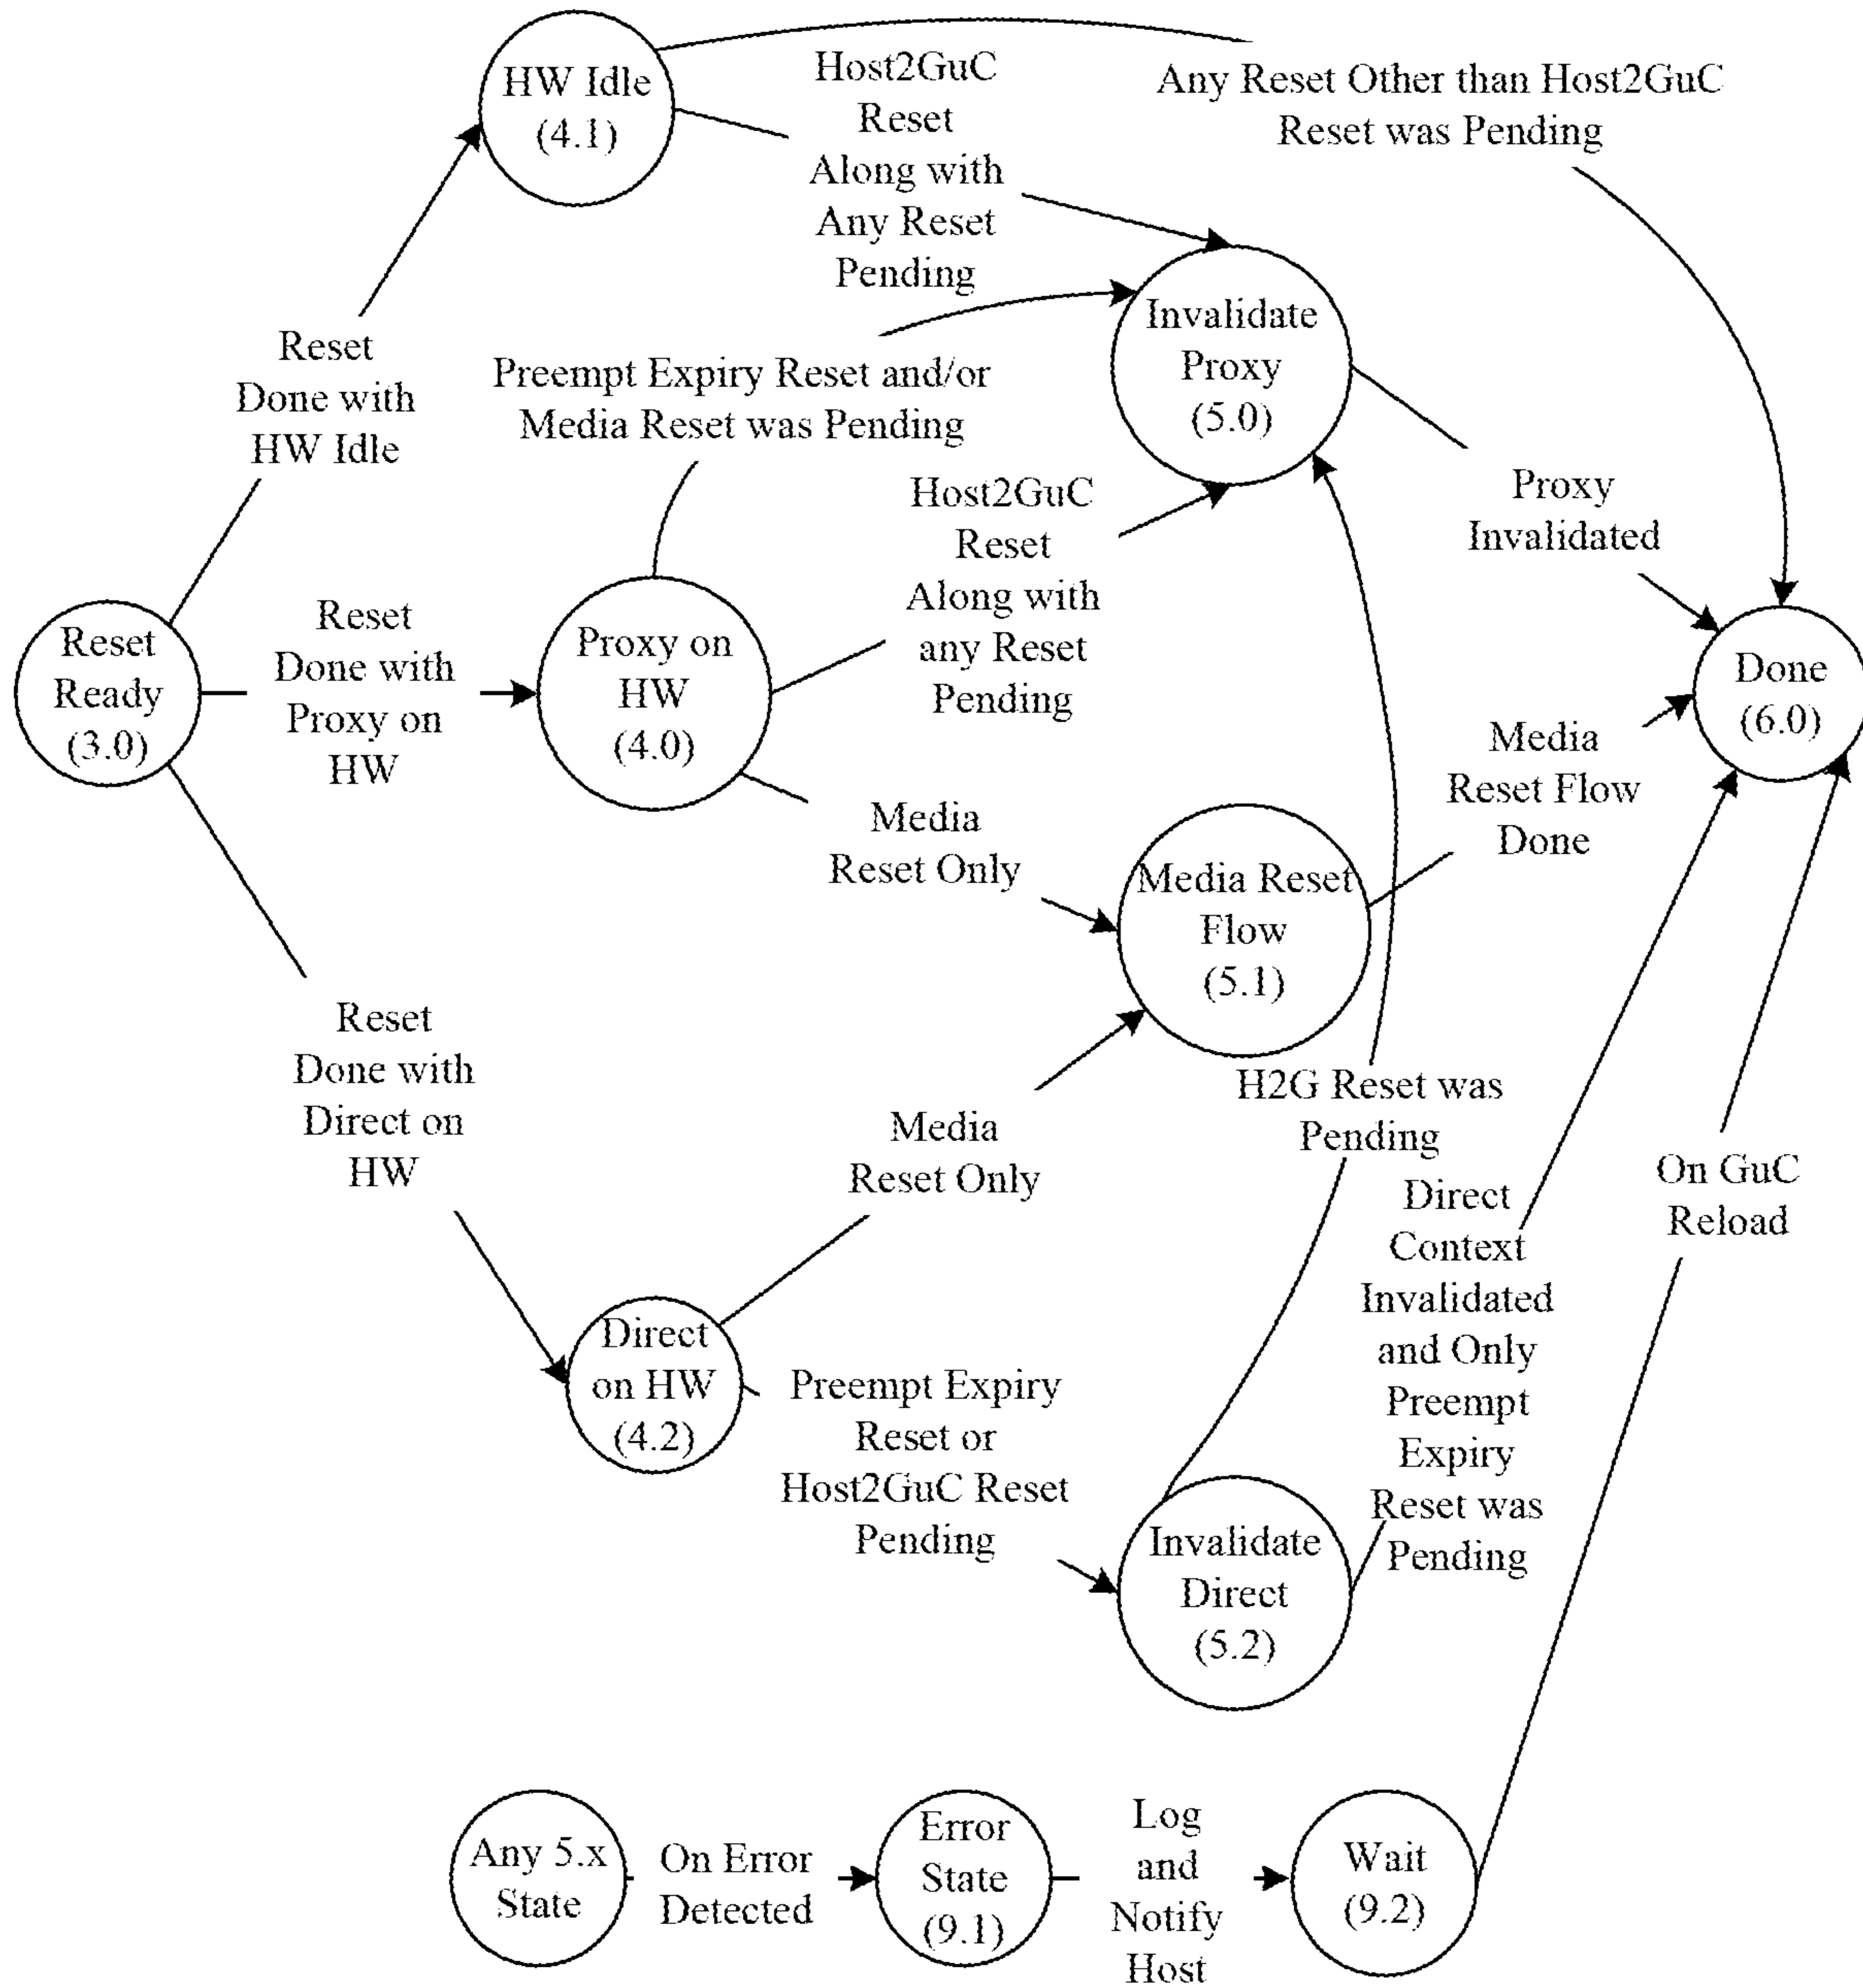 HW Idle
(4.1)
Host2GuC
Reset
Along with
Any Reset
Pending
Any Reset Other than Host2GuC
Reset was Pending
Reset
Done with
HW Idle
Preempt Expiry Reset and/or
Media Reset was Pending
Invalidate
Proxy
(5.0)
Host2GuC
Reset
Along with
any Reset
Pending
Proxy
Invalidated
Reset
Ready
(3.0)
Reset
Done with
Proxy on
HW
Proxy on
HW
(4.0)
Done
(6.0)
Media
Reset Only
Media Reset
Flow
(5.1)
Media
Reset Flow
Done
Reset
Done with
Direct on
HW
Media
Reset Only
H2G Reset was
Pending
Direct
Context
Invalidated
and Only
Preempt
Expiry
Reset was
Pending
On GuC
Reload
Direct
on HW
(4.2)
Preempt Expiry
Reset or
Host2GuC Reset
Pending
Invalidate
Direct
(5.2)
Any 5.x
State
On Error
Detected
Error
State
(9.1)
Log
and
Notify
Host
Wait
(9.2)